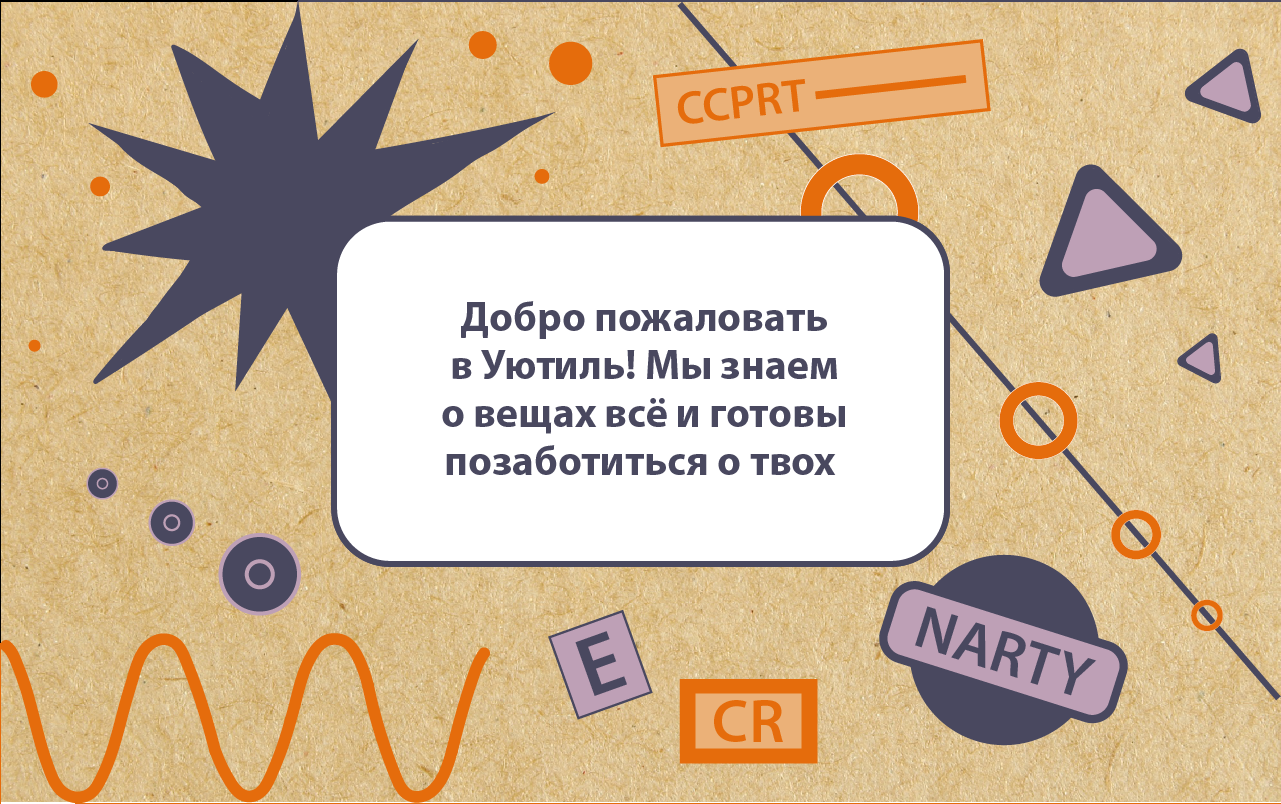 CCPRT
Добро пожаловать
в Уютиль! Мы знаем
о вещах всё и готовы
позаботиться о твох
E
CR
NARTY